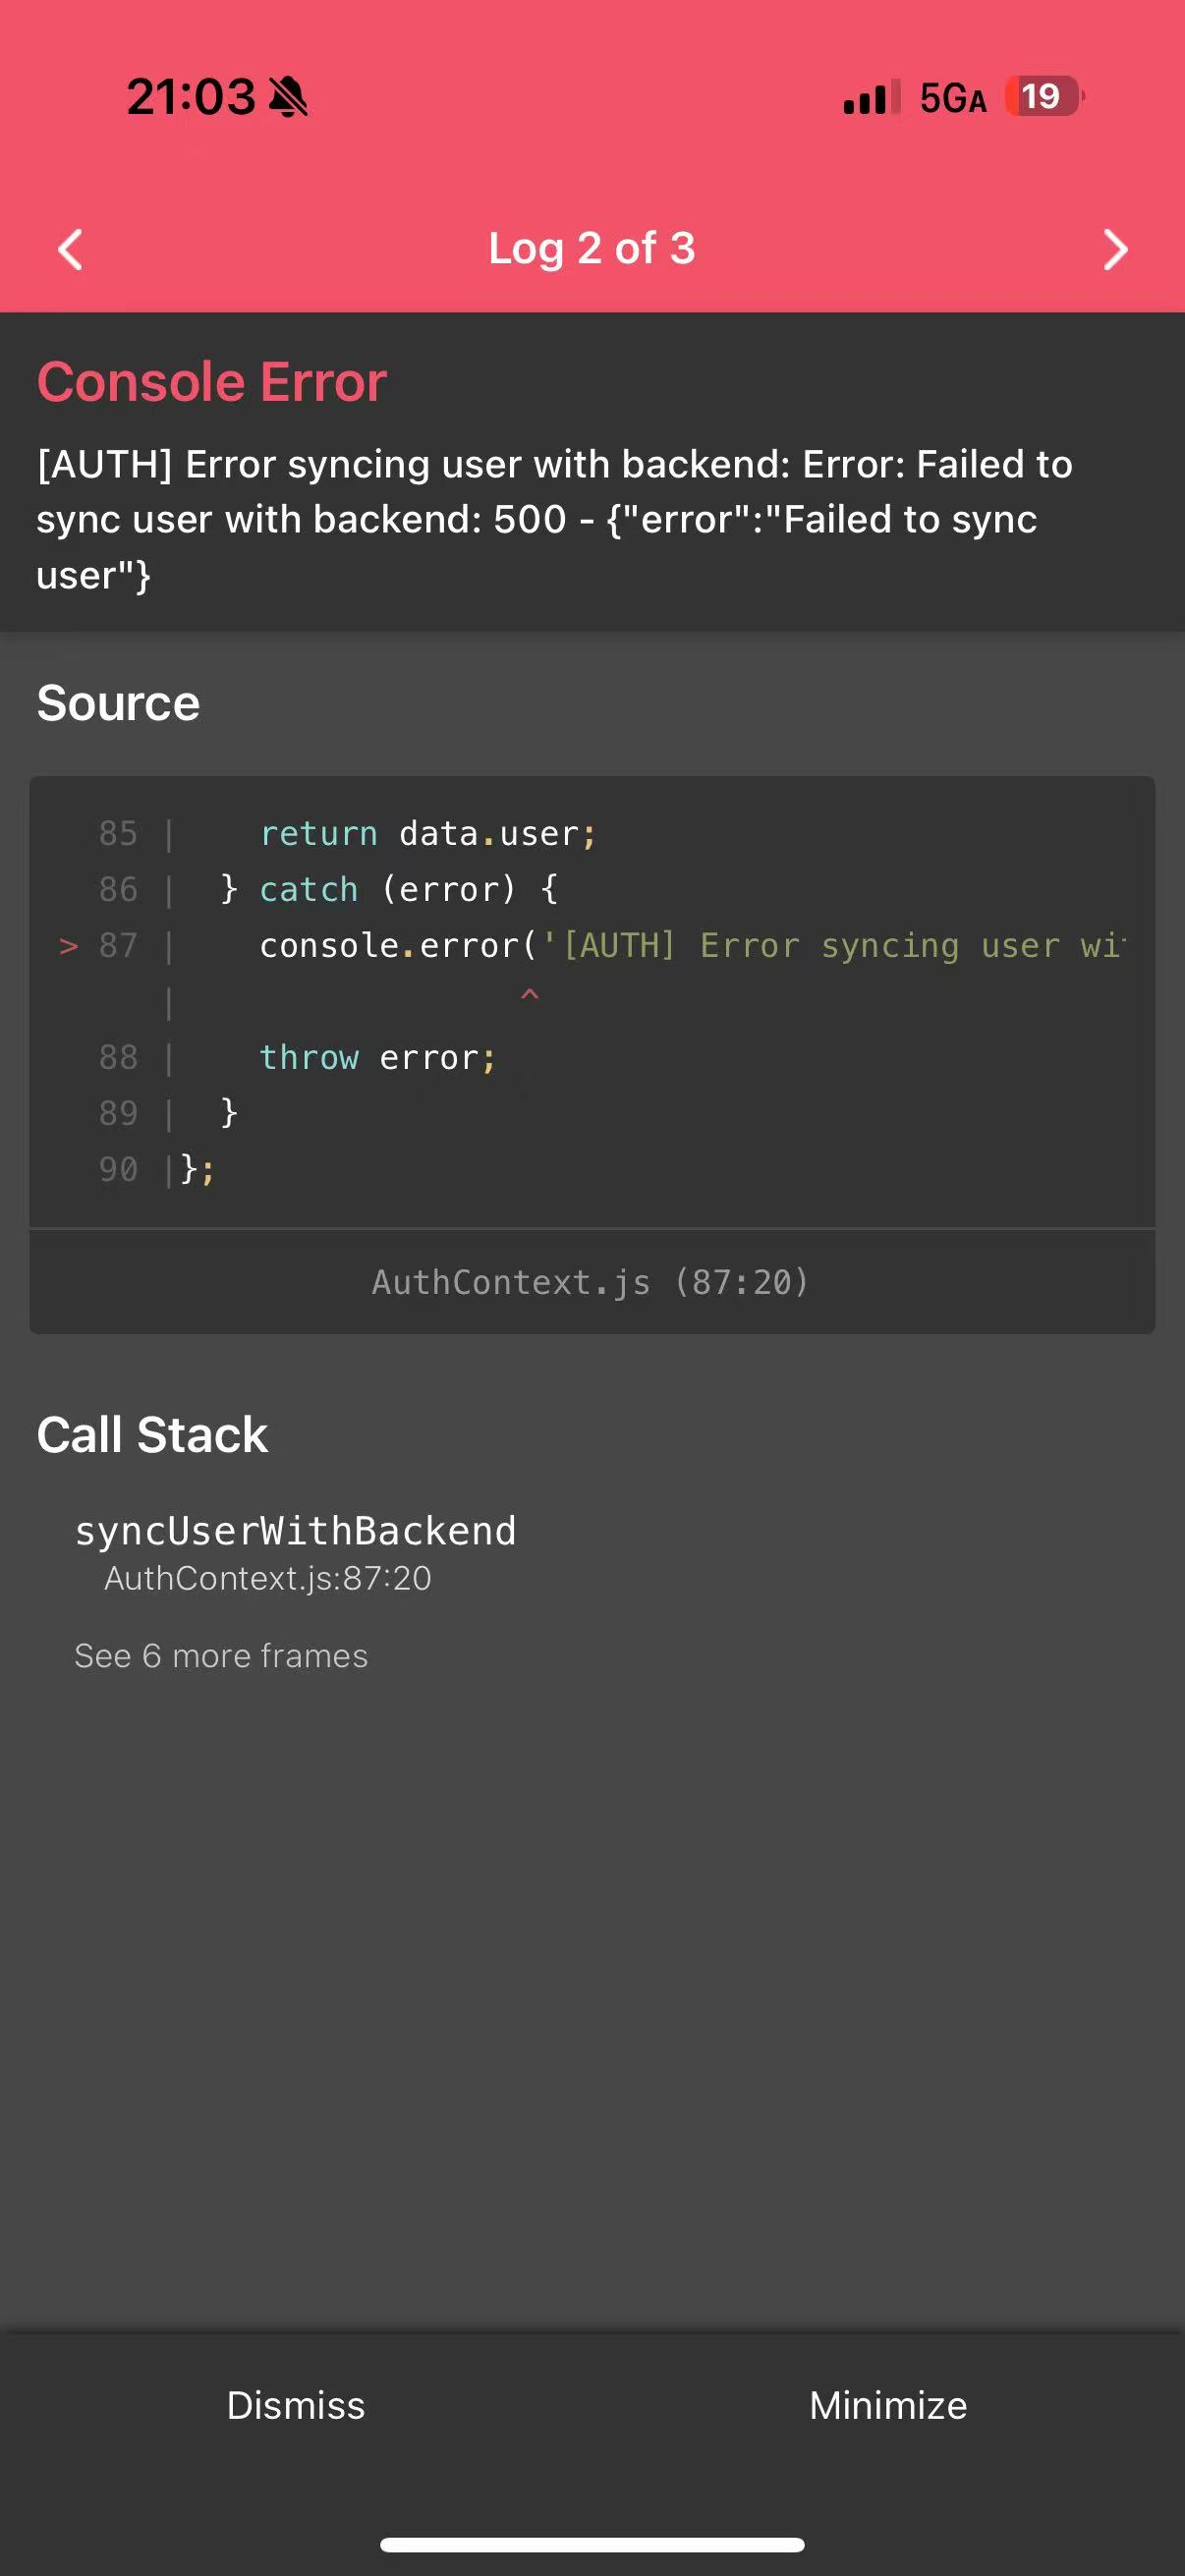 21:03
5GA
19
Log 2 of 3
Console Error
[AUTH] Error syncing user with backend: Error: Failed to
sync user with backend: 500 - {"error":"Failed to sync
user"}
Source
85 |    return data.user;
86 |  } catch (error) {
> 87 |    console.error('[AUTH] Error syncing user wi
|                 ^
88 |    throw error;
89 |  }
90 |};
AuthContext.js (87:20)
Call Stack
syncUserWithBackend
AuthContext.js:87:20
See 6 more frames
Dismiss
Minimize